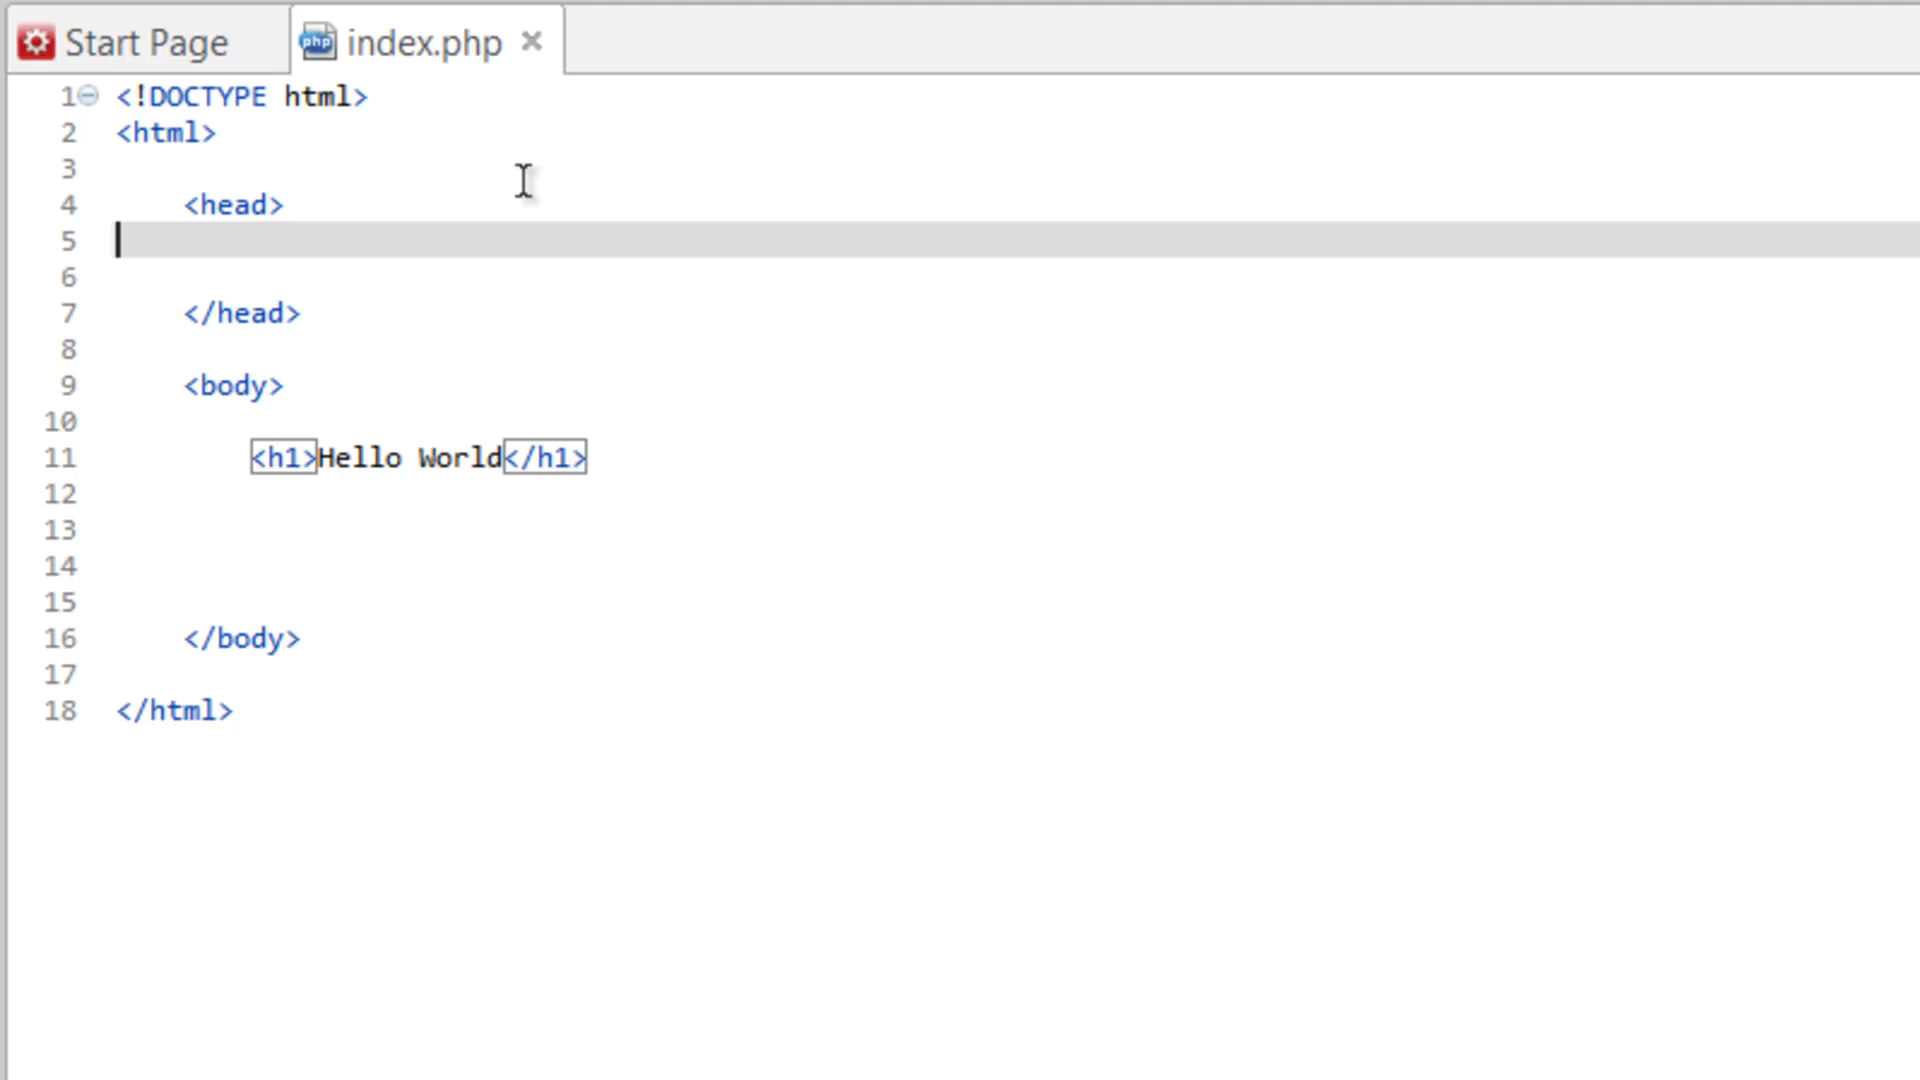 Start Page
php index.php
1 <!DOCTYPE html>
2 <html>
3
4 <head>
5
6
7 </head>
8
9 <body>
10
11 <h1>Hello World</h1>
12
13
14
15
16 </body>
17
18 </html>